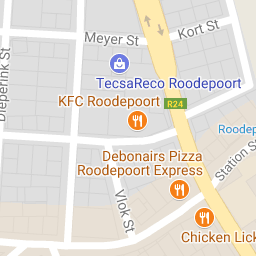 Meyer St
Kort St
Dieperink St
TecsaReco Roodepoort
KFC Roodepoort
R24
Roodep
Debonairs Pizza
Roodepoort Express
Station St
Vlok St
Chicken Lick